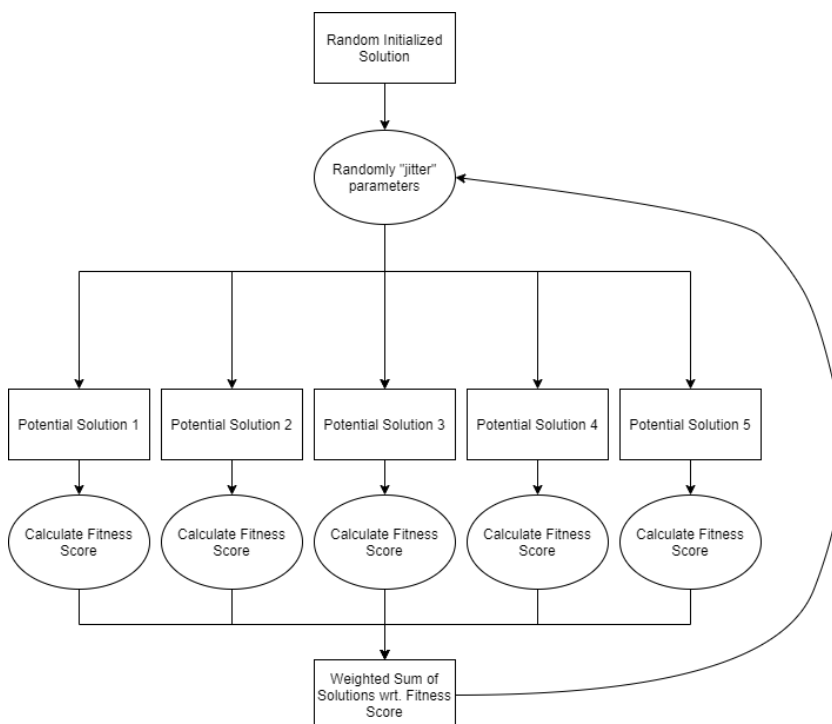 Random Initialized
Solution
Randomly "jitter"
parameters
Potential Solution 1
Potential Solution 2
Potential Solution 3
Potential Solution 4
Potential Solution 5
Calculate Fitness
Score
Calculate Fitness
Score
Calculate Fitness
Score
Calculate Fitness
Score
Calculate Fitness
Score
Weighted Sum of
Solutions wrt. Fitness
Score